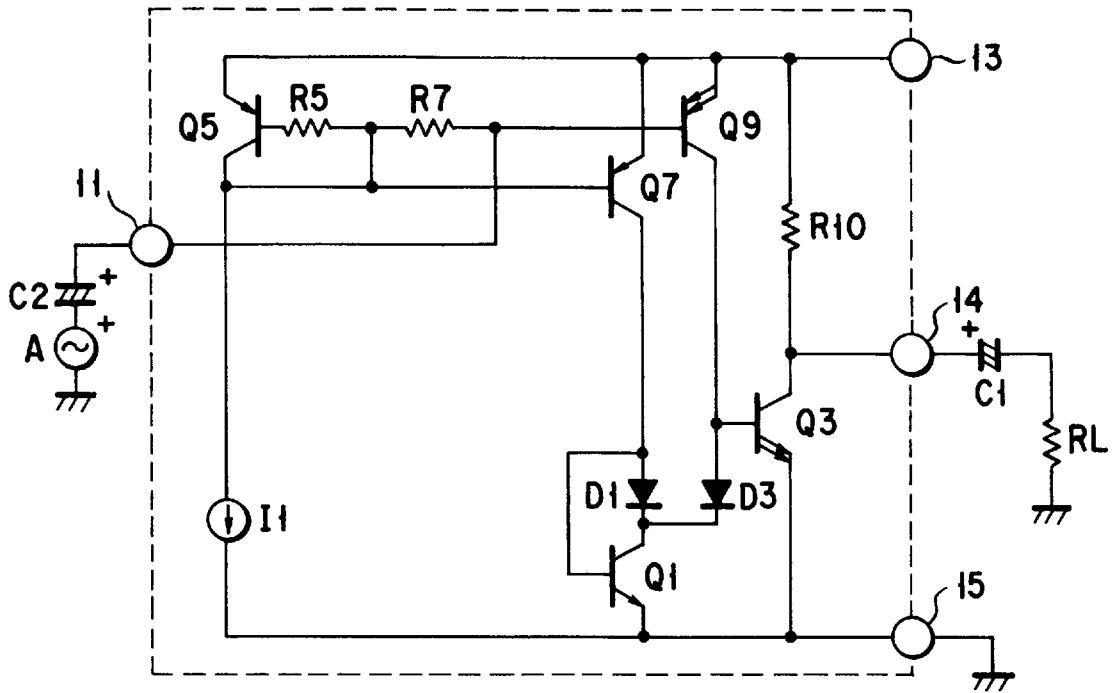 13
R5 R7
Q5 Q9
11 Q7
R10
C2 + 14
+ +
A C1
Q3
RL
D1 D3
I1
Q1
15